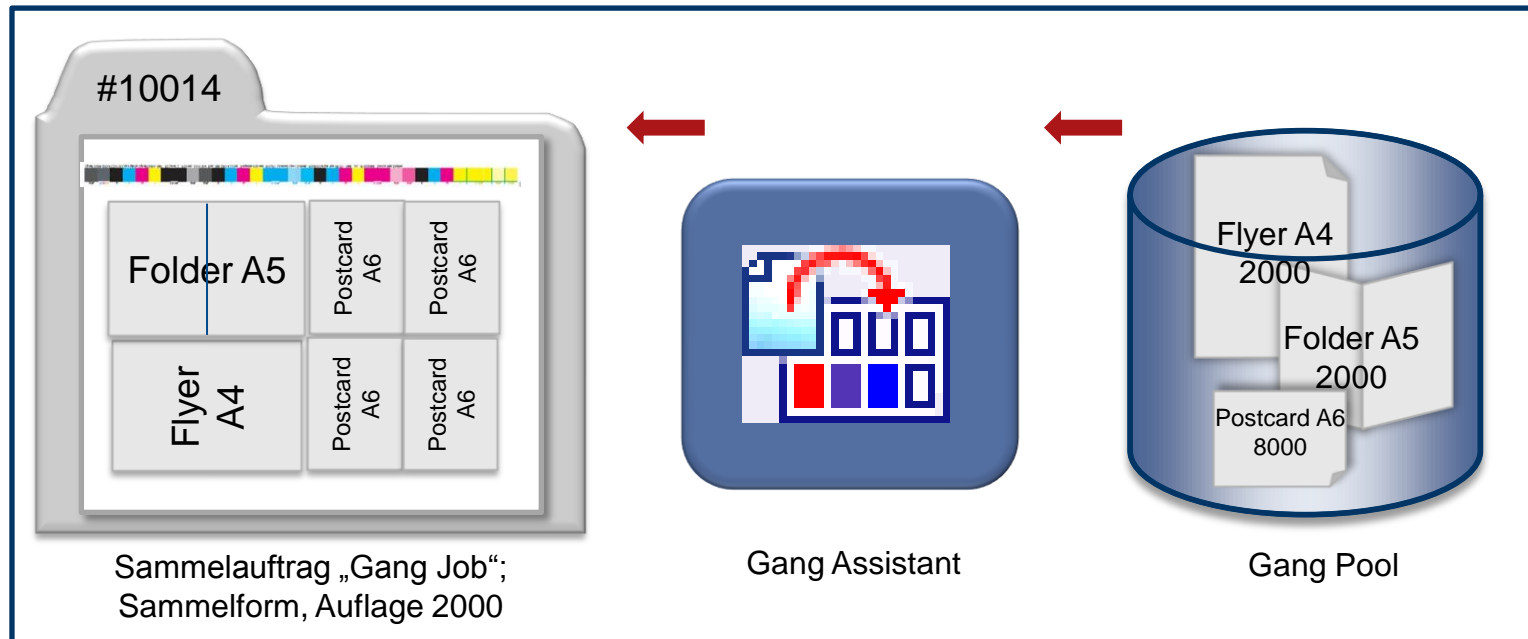 #10014
Folder A5
Postcard
A6
Postcard
A6
Flyer
A4
Postcard
A6
Postcard
A6
Sammelauftrag „Gang Job“;
Sammelform, Auflage 2000
Gang Assistant
Flyer A4
2000
Folder A5
2000
Postcard A6
8000
Gang Pool